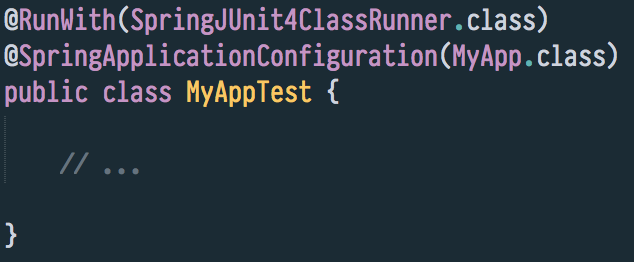 @RunWith(SpringJUnit4ClassRunner.class)
@SpringApplicationConfiguration(MyApp.class)
public class MyAppTest {
// ...
}